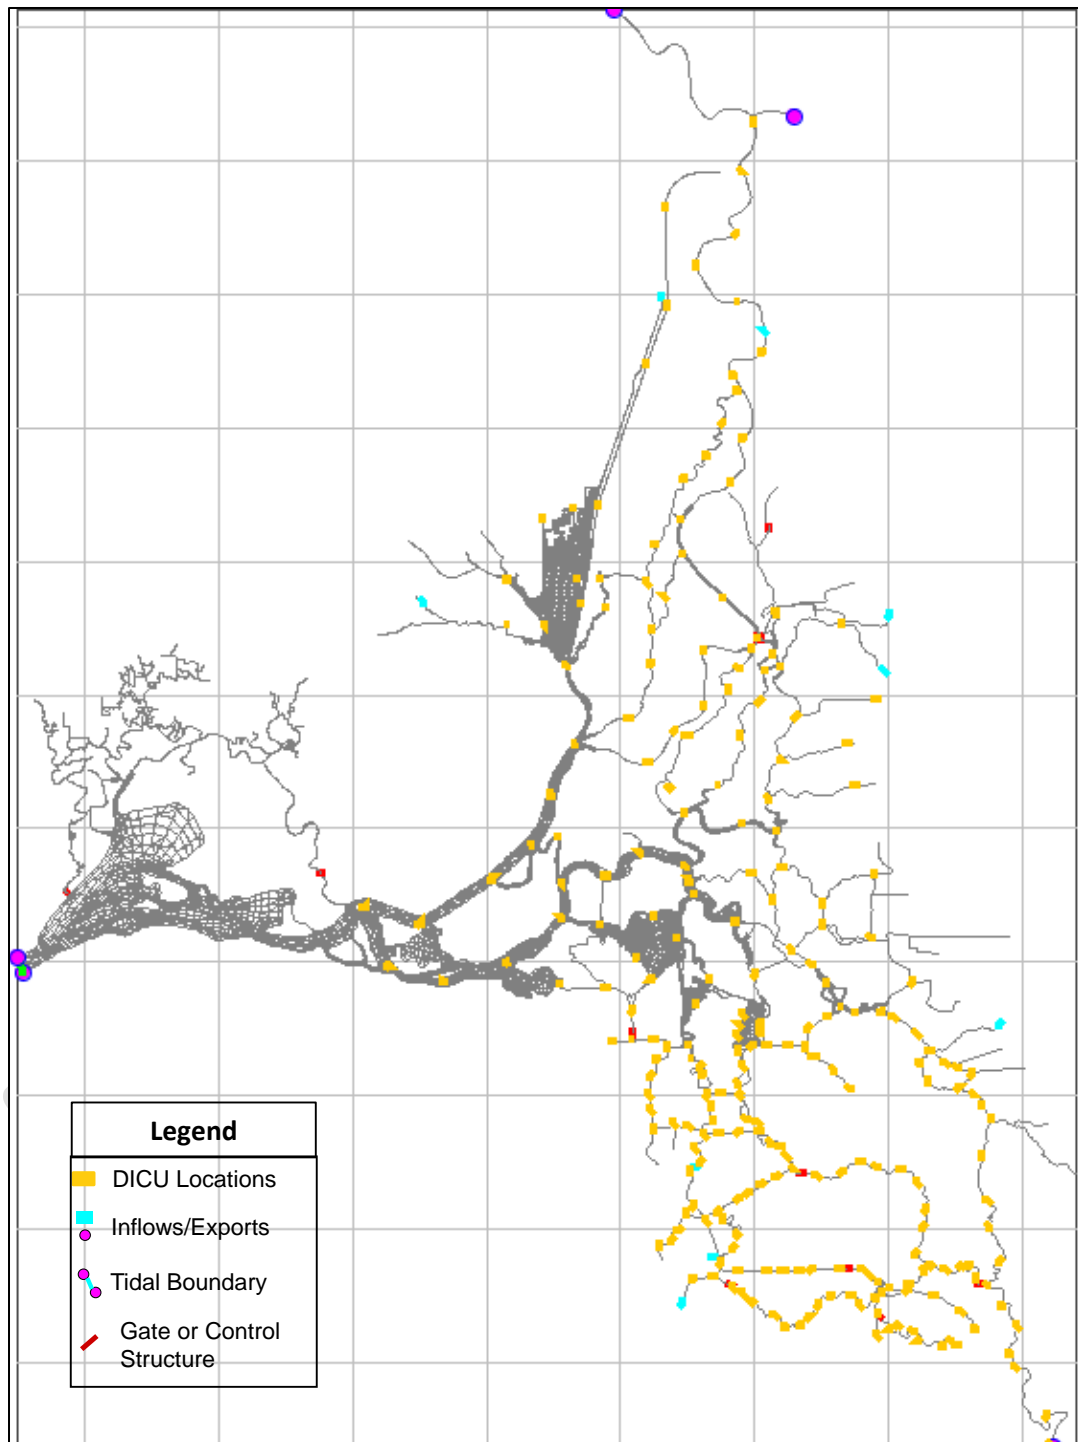 Legend
DICU Locations
Inflows/Exports
Tidal Boundary
Gate or Control
Structure